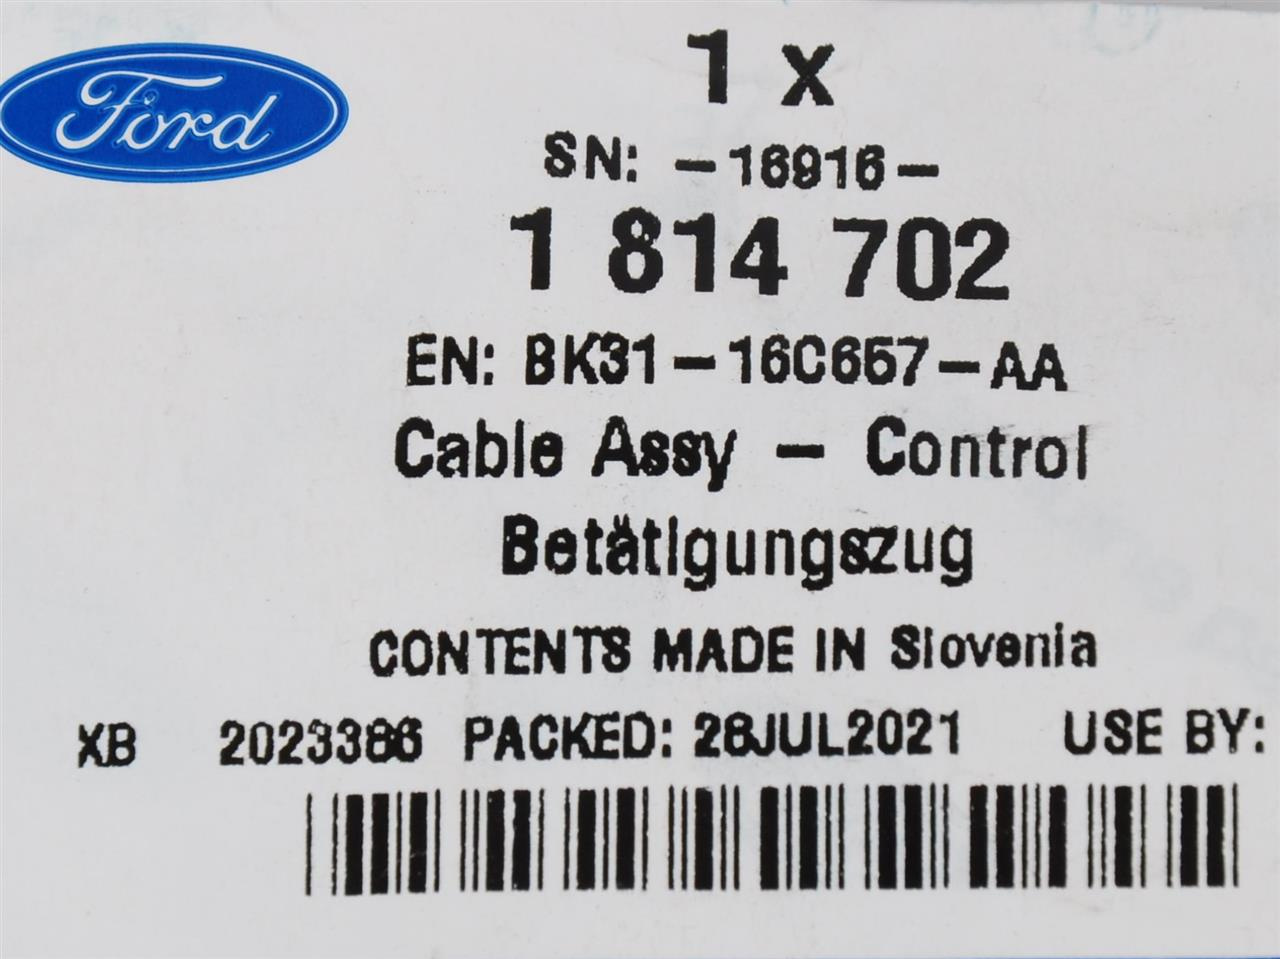 Ford
1 x
SN: -16916-
1 814 702
EN: BK31-16C657-AA
Cable Assy - Control
Betätigungszug
CONTENTS MADE IN Slovenia
XB 2023386 PACKED: 28JUL2021 USE BY: